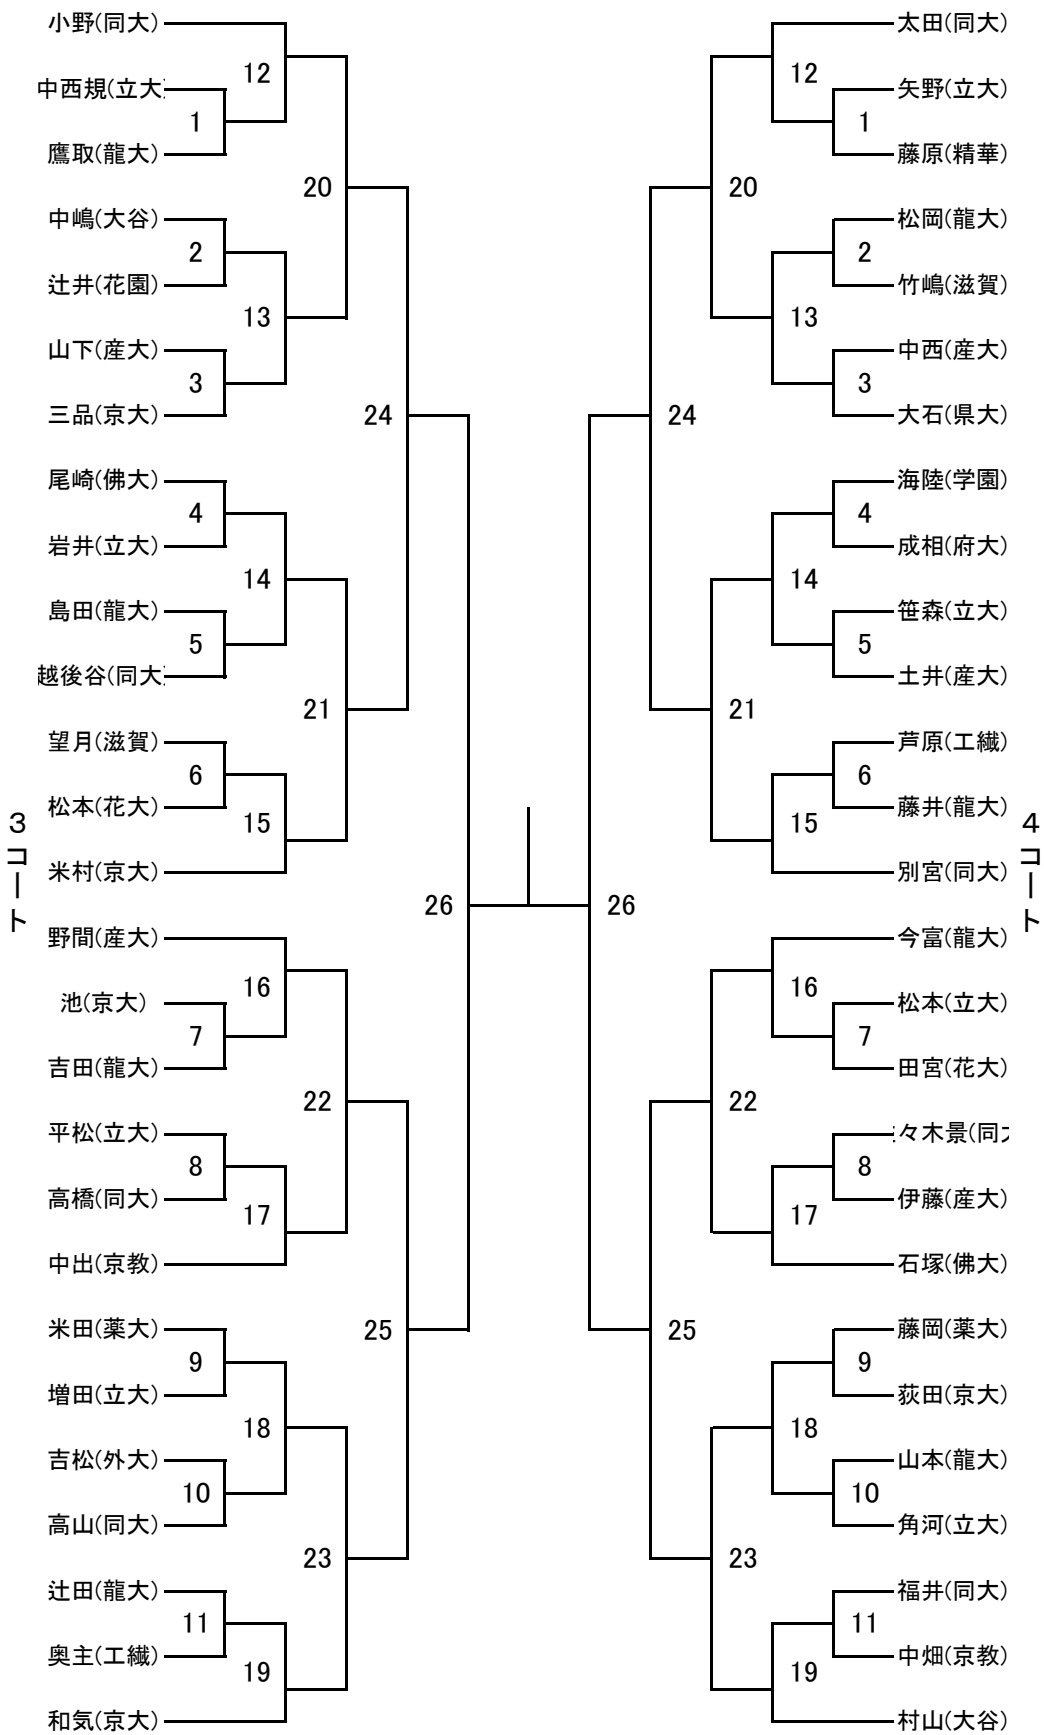 小野(同大)
12
中西規(立大)
1
鷹取(龍大)
20
中嶋(大谷)
2
辻井(花園)
13
山下(産大)
3
三品(京大)
24
尾崎(佛大)
4
岩井(立大)
14
島田(龍大)
5
越後谷(同大)
21
望月(滋賀)
6
松本(花大)
15
米村(京大)
3コート
26
野間(産大)
16
池(京大)
7
吉田(龍大)
22
平松(立大)
8
高橋(同大)
17
中出(京教)
25
米田(薬大)
9
増田(立大)
18
吉松(外大)
10
高山(同大)
23
辻田(龍大)
11
奥主(工繊)
19
和気(京大)
太田(同大)
12
矢野(立大)
1
藤原(精華)
20
松岡(龍大)
2
竹嶋(滋賀)
13
中西(産大)
3
大石(県大)
24
海陸(学園)
4
成相(府大)
14
笹森(立大)
5
土井(産大)
21
芦原(工繊)
6
藤井(龍大)
15
別宮(同大)
4コート
26
今富(龍大)
16
松本(立大)
7
田宮(花大)
22
々木景(同大
8
伊藤(産大)
17
石塚(佛大)
25
藤岡(薬大)
9
荻田(京大)
18
山本(龍大)
10
角河(立大)
23
福井(同大)
11
中畑(京教)
19
村山(大谷)